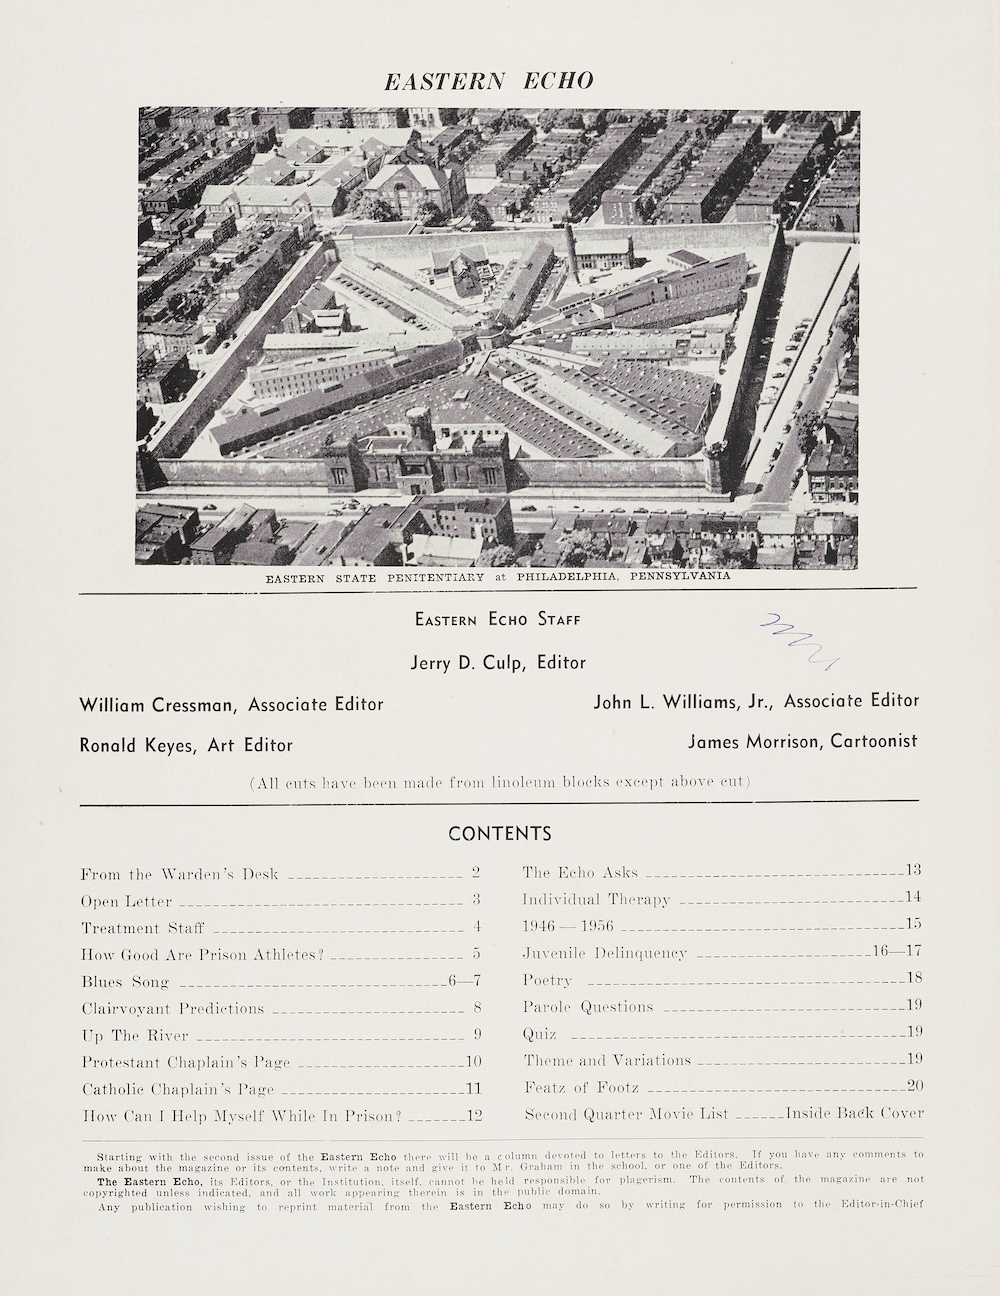 EASTERN ECHO
EASTERN STATE PENITENTIARY at PHILADELPHIA, PENNSYLVANIA
EASTERN ECHO STAFF
Jerry D. Culp, Editor
William Cressman, Associate Editor
John L. Williams, Jr., Associate Editor
Ronald Keyes, Art Editor
James Morrison, Cartoonist
(All cuts have been made from linoleum blocks except above cut)
CONTENTS
From the Warden's Desk 2
Open Letter 3
Treatment Staff 4
How Good Are Prison Athletes? 5
Blues Song 6—7
Clairvoyant Predictions 8
Up The River 9
Protestant Chaplain's Page 10
Catholic Chaplain's Page 11
How Can I Help Myself While In Prison? 12
The Echo Asks 13
Individual Therapy 14
1946 — 1956 15
Juvenile Delinquency 16—17
Poetry 18
Parole Questions 19
Quiz 19
Theme and Variations 19
Featz of Footz 20
Second Quarter Movie List Inside Back Cover
Starting with the second issue of the Eastern Echo there will be a column devoted to letters to the Editors. If you have any comments to
make about the magazine or its contents, write a note and give it to Mr. Graham in the school, or one of the Editors.
The Eastern Echo, its Editors, or the Institution, itself, cannot be held responsible for plagerism. The contents of the magazine are not
copyrighted unless indicated, and all work appearing therein is in the public domain.
Any publication wishing to reprint material from the Eastern Echo may do so by writing for permission to the Editor-in-Chief